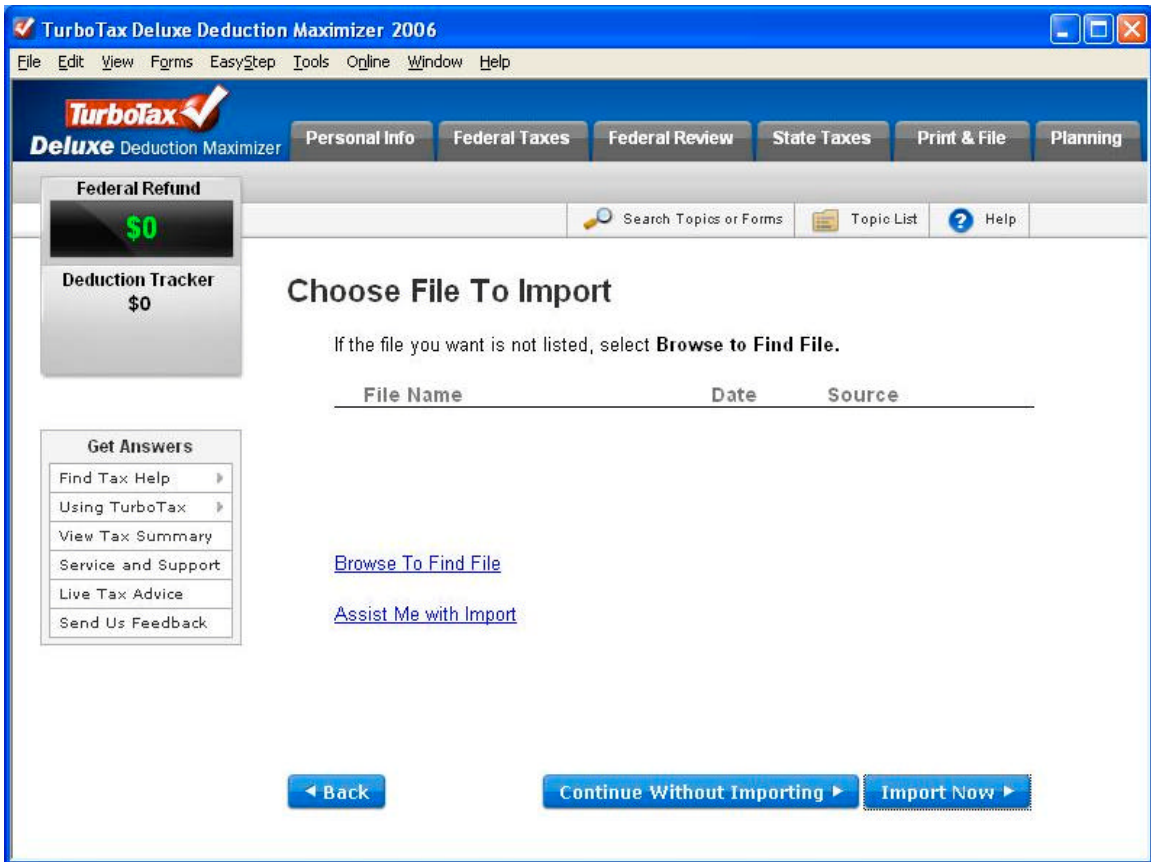 TurboTax Deluxe Deduction Maximizer 2006
File Edit View Forms EasyStep Tools Online Window Help
TurboTax
Deluxe Deduction Maximizer
Personal Info Federal Taxes Federal Review State Taxes Print & File Planning
Federal Refund
$0
Search Topics or Forms Topic List ? Help
Deduction Tracker
$0
Choose File To Import
If the file you want is not listed, select Browse to Find File.
File Name Date Source
Get Answers
Find Tax Help
Using TurboTax
View Tax Summary
Service and Support
Live Tax Advice
Send Us Feedback
Browse To Find File
Assist Me with Import
Back Continue Without Importing Import Now